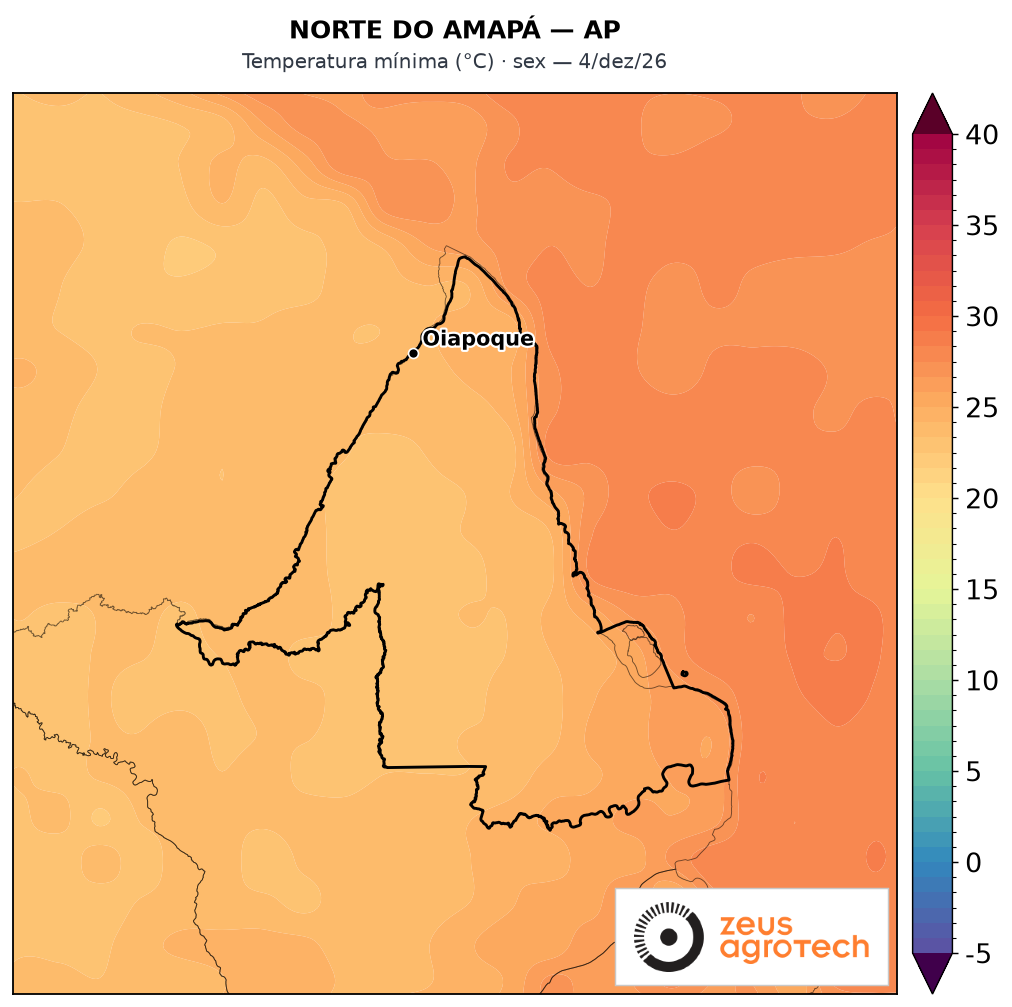 NORTE DO AMAPÁ — AP
Temperatura mínima (°C) · sex — 4/dez/26
Oiapoque
40
35
30
25
20
15
10
5
0
-5
zeus
agrotech